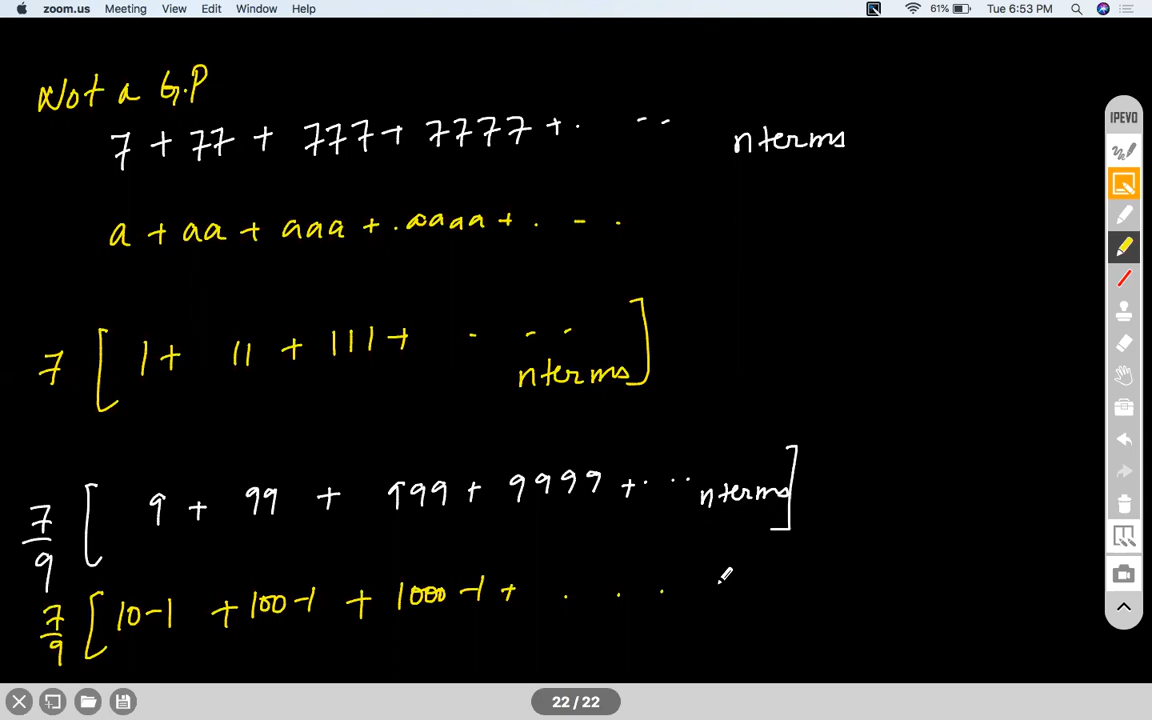 zoom.us Meeting View Edit Window Help 61% Tue 6:53 PM
Not a G.P
7 + 77 + 777 + 7777 + . - - n terms
a + aa + aaa + .aaaa + . - .
7 [ 1 + 11 + 111 + . - - n terms ]
7/9 [ 9 + 99 + 999 + 9999 + . . . n terms ]
7/9 [ 10-1 + 100-1 + 1000-1 + . . .
IPEVO
22 / 22